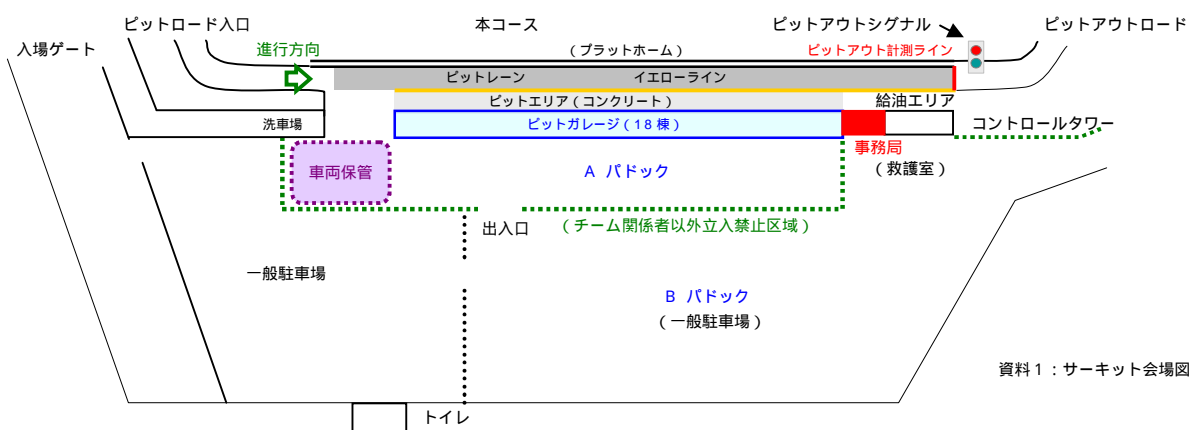 ピットロード入口
本コース
ピットアウトシグナル
ピットアウトロード
入場ゲート
進行方向
（プラットホーム）
ピットアウト計測ライン
ピットレーン
イエローライン
ピットエリア（コンクリート）
給油エリア
洗車場
ピットガレージ（18棟）
コントロールタワー
事務局
車両保管
A パドック
（救護室）
出入口
（チーム関係者以外立入禁止区域）
一般駐車場
B パドック
（一般駐車場）
資料１：サーキット会場図
トイレ